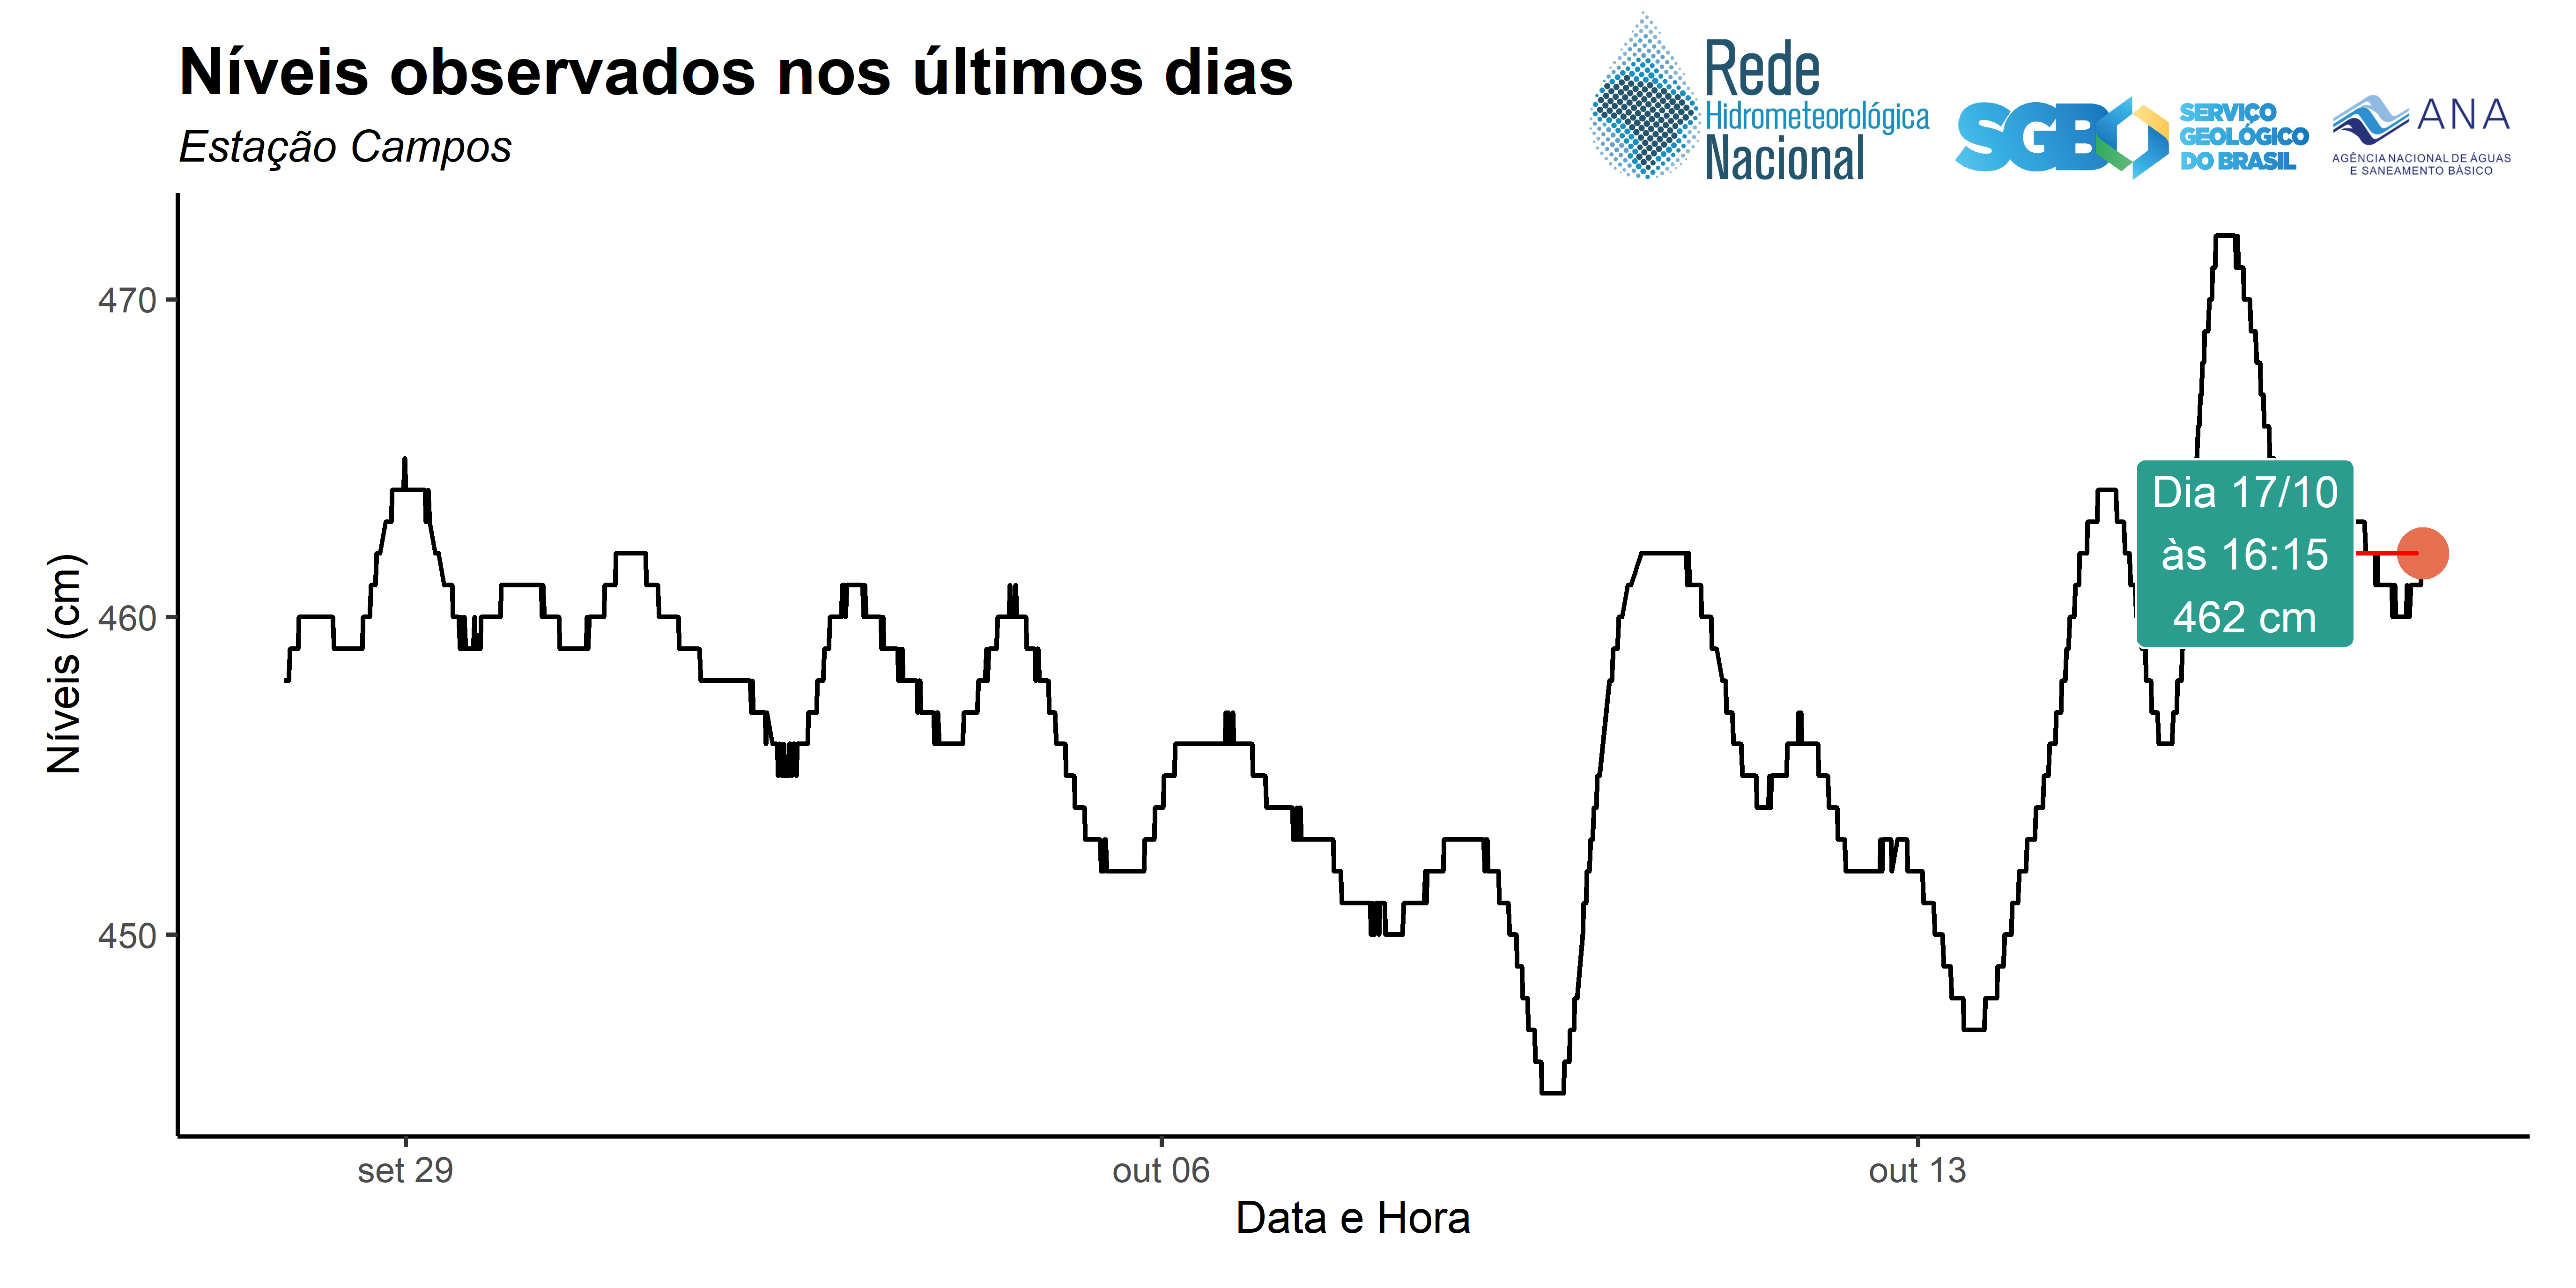 Níveis observados nos últimos dias
Estação Campos
Rede
Hidrometeorológica
Nacional
SGB
SERVIÇO
GEOLÓGICO
DO BRASIL
ANA
AGÊNCIA NACIONAL DE ÁGUAS
E SANEAMENTO BÁSICO
Níveis (cm)
470
460
450
Dia 17/10
às 16:15
462 cm
set 29
out 06
out 13
Data e Hora